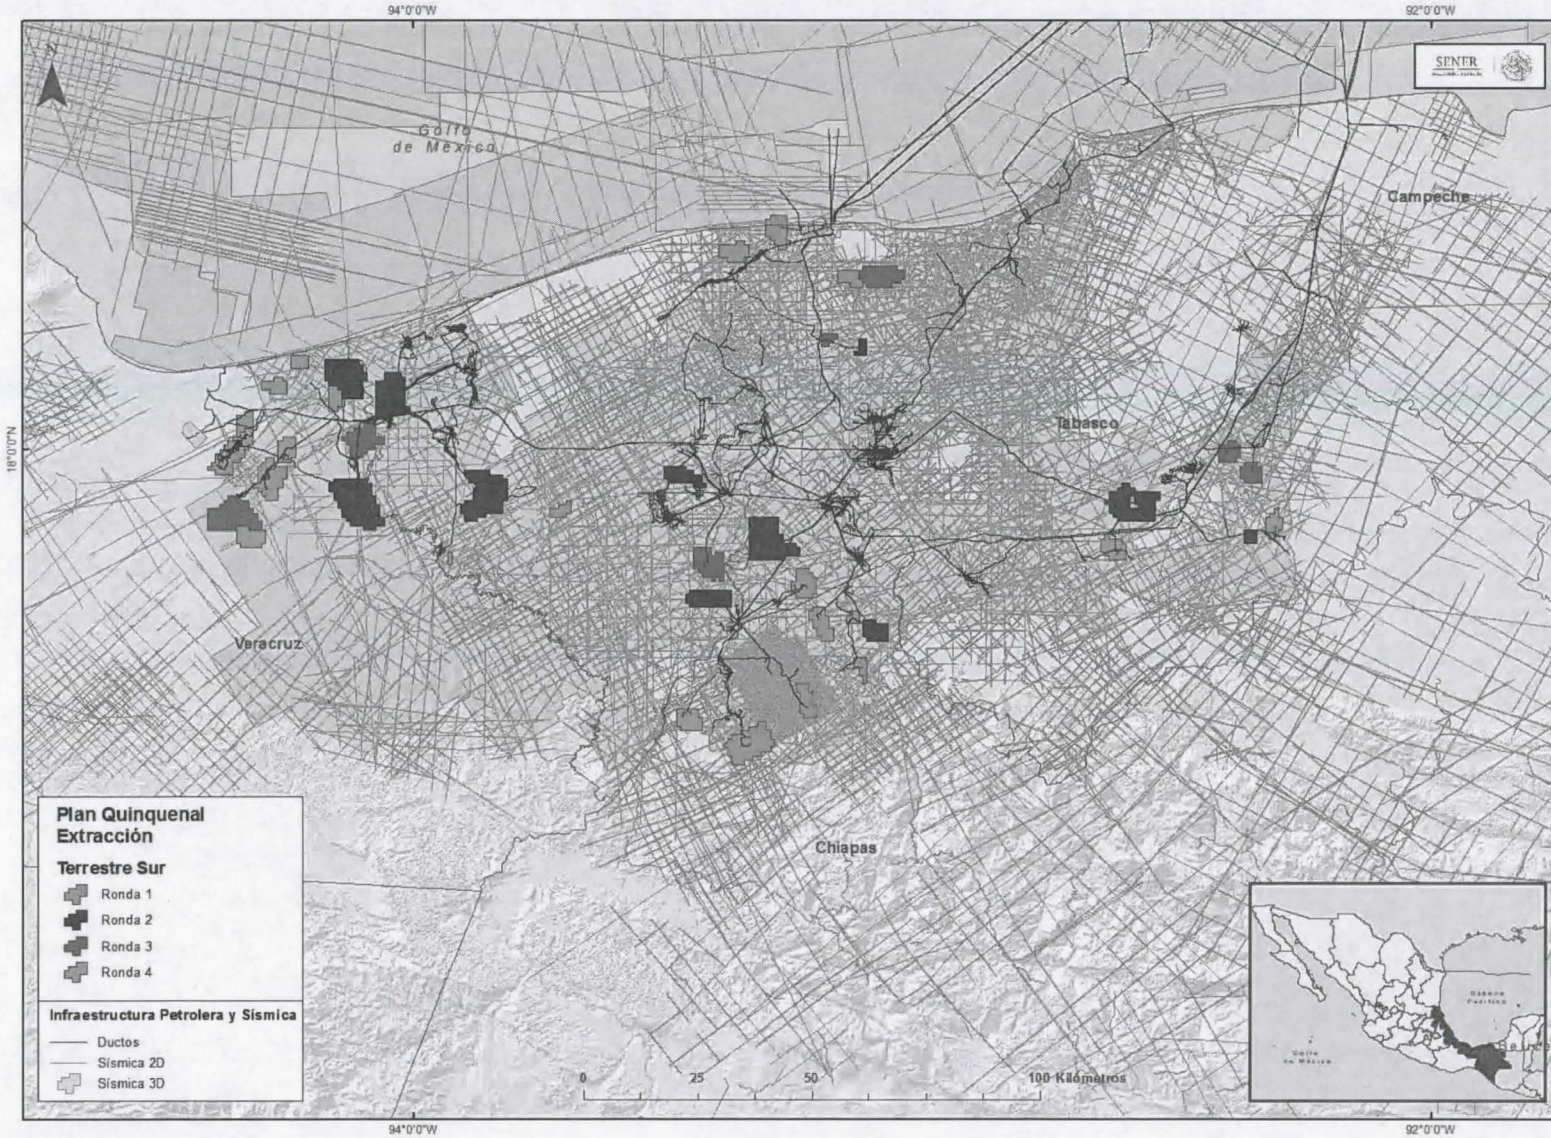 94°0'0"W
92°0'0"W
N
SENER
Golfo
de México
Campeche
18°0'0"N
Tabasco
Veracruz
Chiapas
Plan Quinquenal
Extracción
Terrestre Sur
Ronda 1
Ronda 2
Ronda 3
Ronda 4
Infraestructura Petrolera y Sísmica
Ductos
Sísmica 2D
Sísmica 3D
0
25
50
100 Kilómetros
94°0'0"W
92°0'0"W